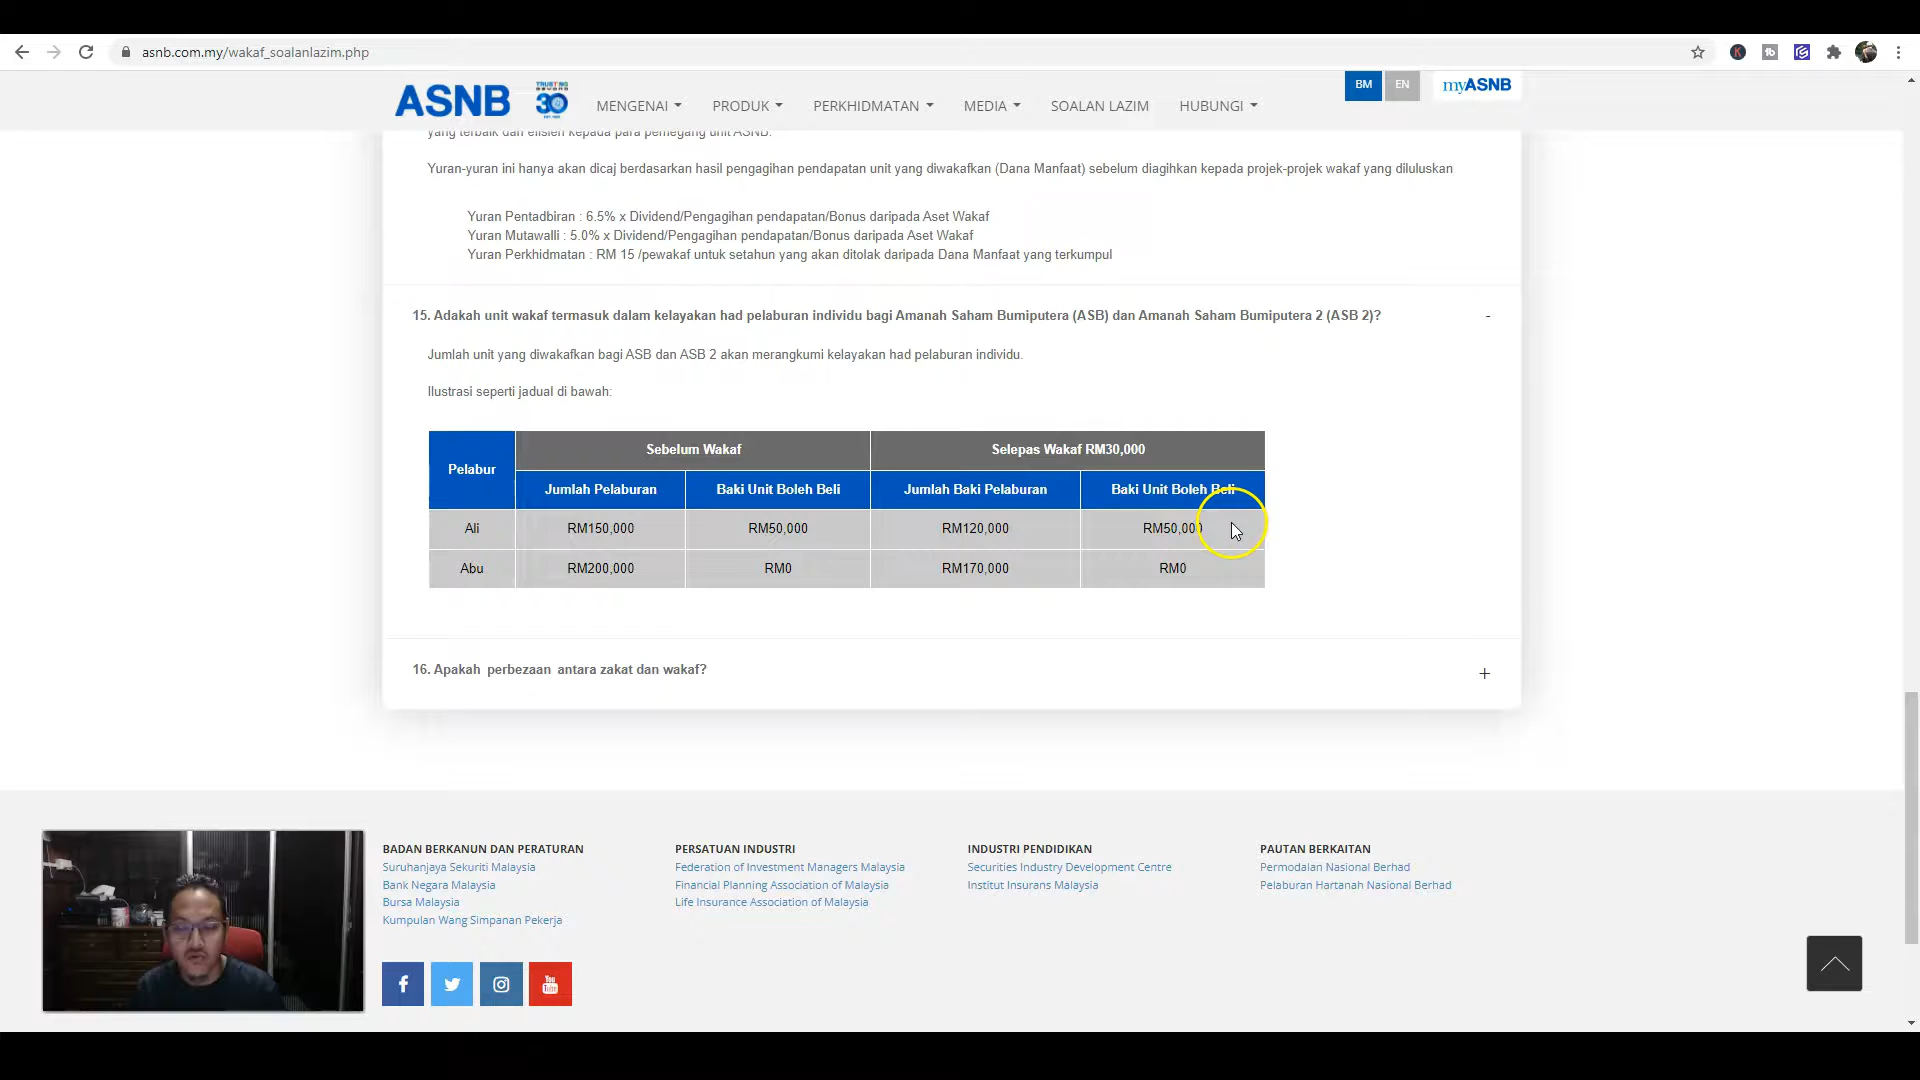 asnb.com.my/wakaf_soalanlazim.php
ASNB
30
MENGENAI
PRODUK
PERKHIDMATAN
MEDIA
SOALAN LAZIM
HUBUNGI
BM
EN
myASNB
yang terbaik dan efisien kepada para pemegang unit ASNB.
Yuran-yuran ini hanya akan dicaj berdasarkan hasil pengagihan pendapatan unit yang diwakafkan (Dana Manfaat) sebelum diagihkan kepada projek-projek wakaf yang diluluskan
Yuran Pentadbiran : 6.5% x Dividend/Pengagihan pendapatan/Bonus daripada Aset Wakaf
Yuran Mutawalli : 5.0% x Dividend/Pengagihan pendapatan/Bonus daripada Aset Wakaf
Yuran Perkhidmatan : RM 15 /pewakaf untuk setahun yang akan ditolak daripada Dana Manfaat yang terkumpul
15. Adakah unit wakaf termasuk dalam kelayakan had pelaburan individu bagi Amanah Saham Bumiputera (ASB) dan Amanah Saham Bumiputera 2 (ASB 2)? -
Jumlah unit yang diwakafkan bagi ASB dan ASB 2 akan merangkumi kelayakan had pelaburan individu.
Ilustrasi seperti jadual di bawah:
Pelabur Sebelum Wakaf Selepas Wakaf RM30,000
Jumlah Pelaburan Baki Unit Boleh Beli Jumlah Baki Pelaburan Baki Unit Boleh Beli
Ali RM150,000 RM50,000 RM120,000 RM50,000
Abu RM200,000 RM0 RM170,000 RM0
16. Apakah perbezaan antara zakat dan wakaf? +
BADAN BERKANUN DAN PERATURAN
Suruhanjaya Sekuriti Malaysia
Bank Negara Malaysia
Bursa Malaysia
Kumpulan Wang Simpanan Pekerja
PERSATUAN INDUSTRI
Federation of Investment Managers Malaysia
Financial Planning Association of Malaysia
Life Insurance Association of Malaysia
INDUSTRI PENDIDIKAN
Securities Industry Development Centre
Institut Insurans Malaysia
PAUTAN BERKAITAN
Permodalan Nasional Berhad
Pelaburan Hartanah Nasional Berhad